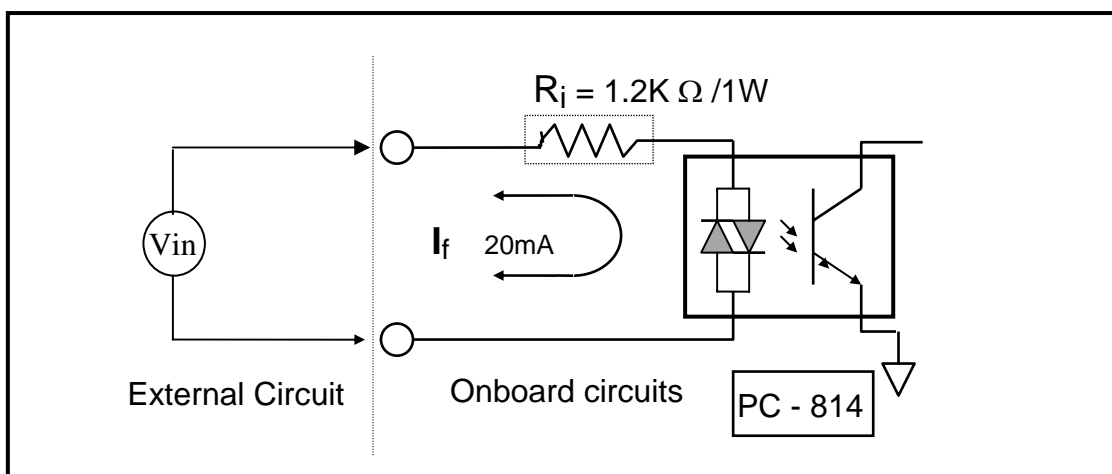 Ri = 1.2K Ω /1W
Vin
If 20mA
External Circuit
Onboard circuits
PC - 814